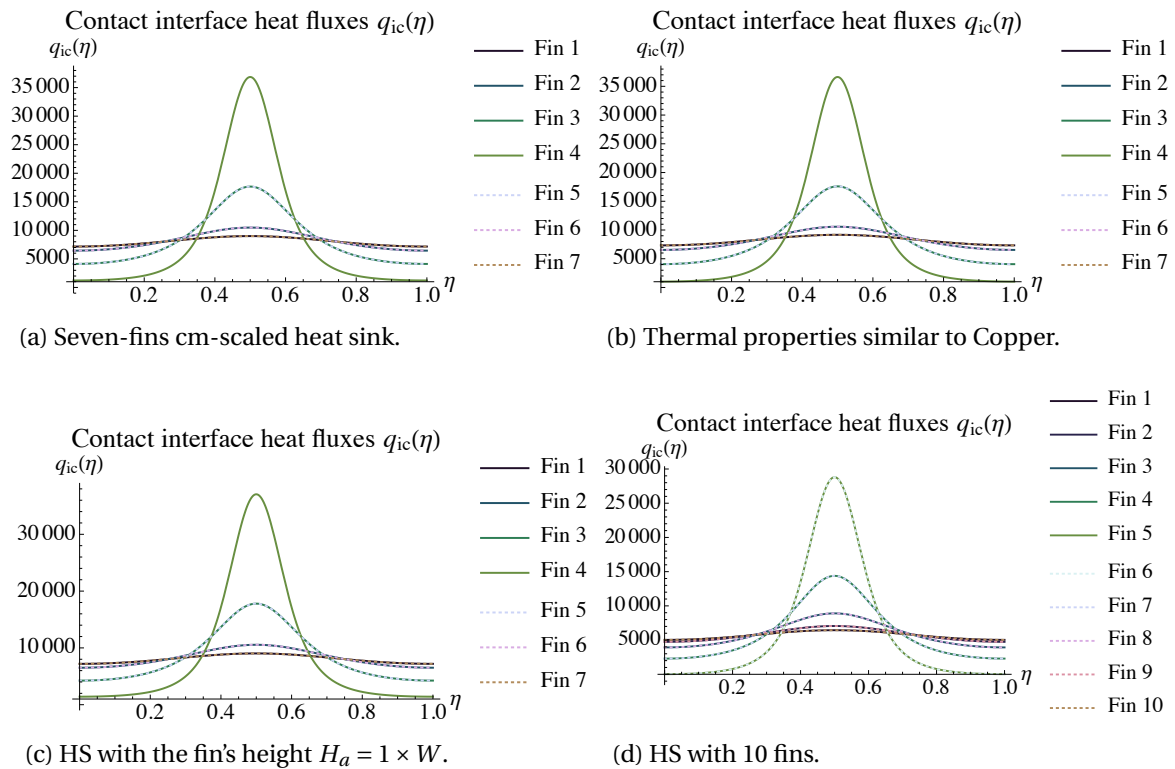 Contact interface heat fluxes qic(η)
qic(η)
35 000
30 000
25 000
20 000
15 000
10 000
5000
0.2 0.4 0.6 0.8 1.0 η
Fin 1
Fin 2
Fin 3
Fin 4
Fin 5
Fin 6
Fin 7
(a) Seven-fins cm-scaled heat sink.
Contact interface heat fluxes qic(η)
qic(η)
35 000
30 000
25 000
20 000
15 000
10 000
5000
0.2 0.4 0.6 0.8 1.0 η
Fin 1
Fin 2
Fin 3
Fin 4
Fin 5
Fin 6
Fin 7
(b) Thermal properties similar to Copper.
Contact interface heat fluxes qic(η)
qic(η)
30 000
20 000
10 000
0.2 0.4 0.6 0.8 1.0 η
Fin 1
Fin 2
Fin 3
Fin 4
Fin 5
Fin 6
Fin 7
(c) HS with the fin's height Ha = 1 × W.
Contact interface heat fluxes qic(η)
qic(η)
30 000
25 000
20 000
15 000
10 000
5000
0.2 0.4 0.6 0.8 1.0 η
Fin 1
Fin 2
Fin 3
Fin 4
Fin 5
Fin 6
Fin 7
Fin 8
Fin 9
Fin 10
(d) HS with 10 fins.